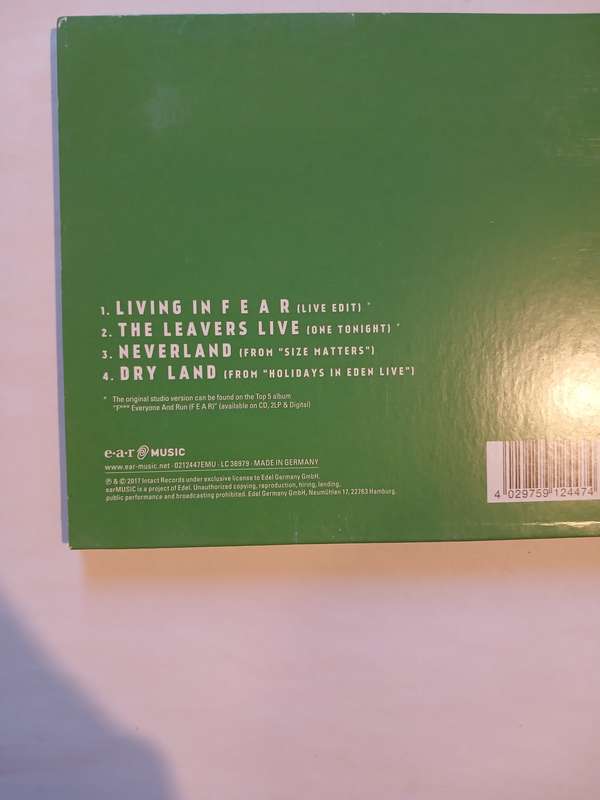 1. LIVING IN F E A R (LIVE EDIT) *
2. THE LEAVERS LIVE (ONE TONIGHT) *
3. NEVERLAND (FROM "SIZE MATTERS")
4. DRY LAND (FROM "HOLIDAYS IN EDEN LIVE")
* The original studio version can be found on the Top 5 album
"F*** Everyone And Run (F E A R)" (available on CD, 2LP & Digital)
e·a·r MUSIC
www.ear-music.net · 0212447EMU · LC 36979 · MADE IN GERMANY
℗ & © 2017 Intact Records under exclusive license to Edel Germany GmbH.
earMUSIC is a project of Edel. Unauthorized copying, reproduction, hiring, lending,
public performance and broadcasting prohibited. Edel Germany GmbH, Neumühlen 17, 22763 Hamburg.
4 029759 124474